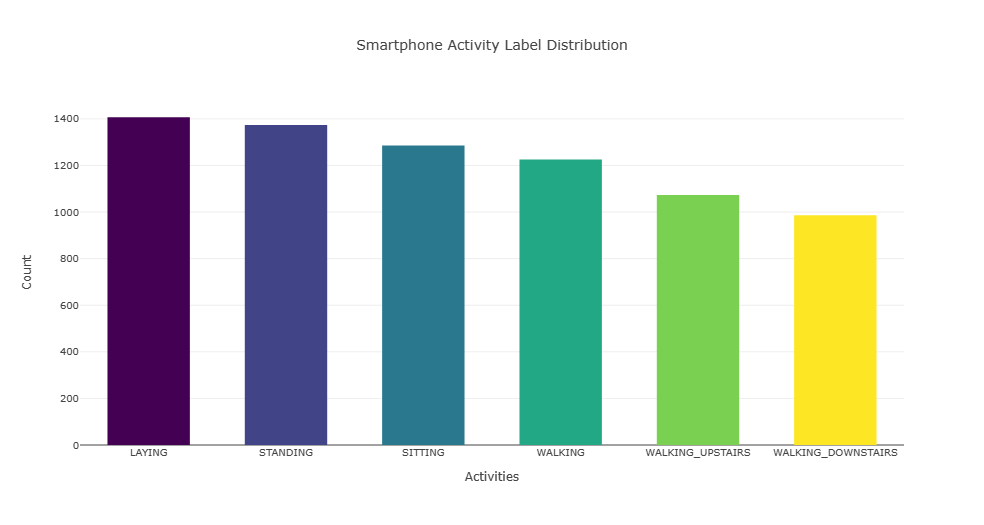 Smartphone Activity Label Distribution
1400
1200
1000
800
600
400
200
0
Count
LAYING STANDING SITTING WALKING WALKING_UPSTAIRS WALKING_DOWNSTAIRS
Activities